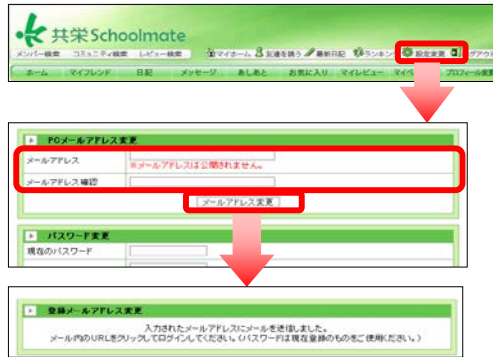 共栄Schoolmate
メンバー検索 コミュニティ検索 レビュー検索 マイホーム 友達を誘う 最新日記 ランキン 設定変更 グアウト
ホーム マイフレンド 日記 メッセージ あしあと お気に入り マイレビュー マイペ プロフィール変更
PCメールアドレス変更
メールアドレス
※メールアドレスは公開されません。
メールアドレス確認
メールアドレス変更
パスワード変更
現在のパスワード
登録メールアドレス変更
入力されたメールアドレスにメールを送信しました。
メール内のURLをクリックしてログインしてください。(パスワードは現在登録のものをご使用ください。)